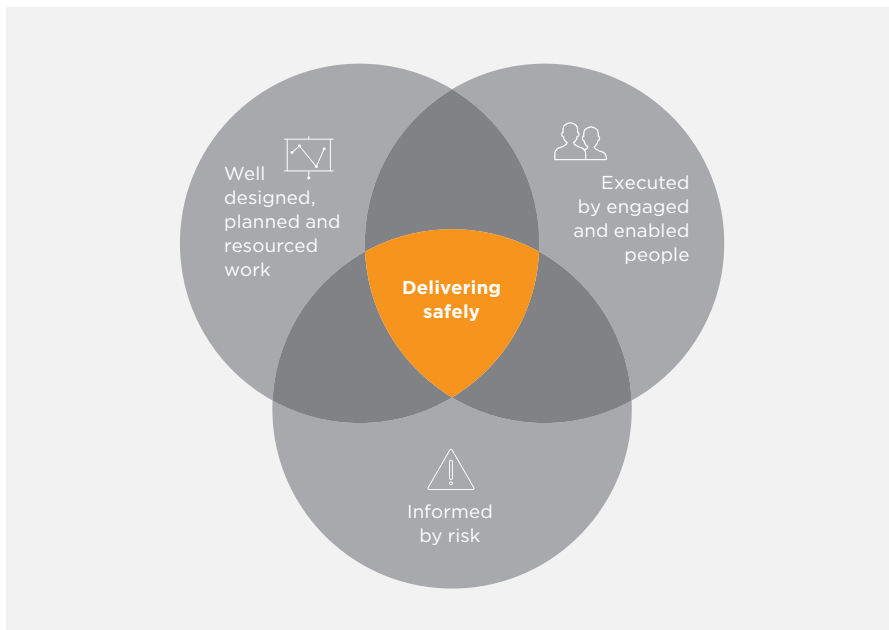 Well
designed,
planned and
resourced
work
Executed
by engaged
and enabled
people
Delivering
safely
Informed
by risk